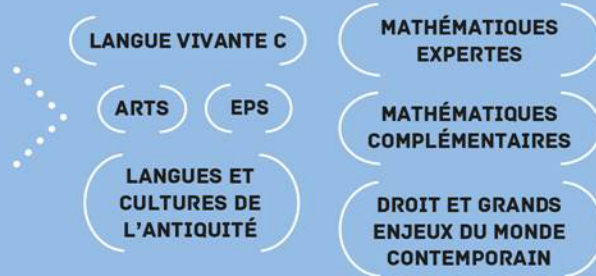 LANGUE VIVANTE C
ARTS
EPS
LANGUES ET
CULTURES DE
L'ANTIQUITÉ
MATHÉMATIQUES
EXPERTES
MATHÉMATIQUES
COMPLÉMENTAIRES
DROIT ET GRANDS
ENJEUX DU MONDE
CONTEMPORAIN